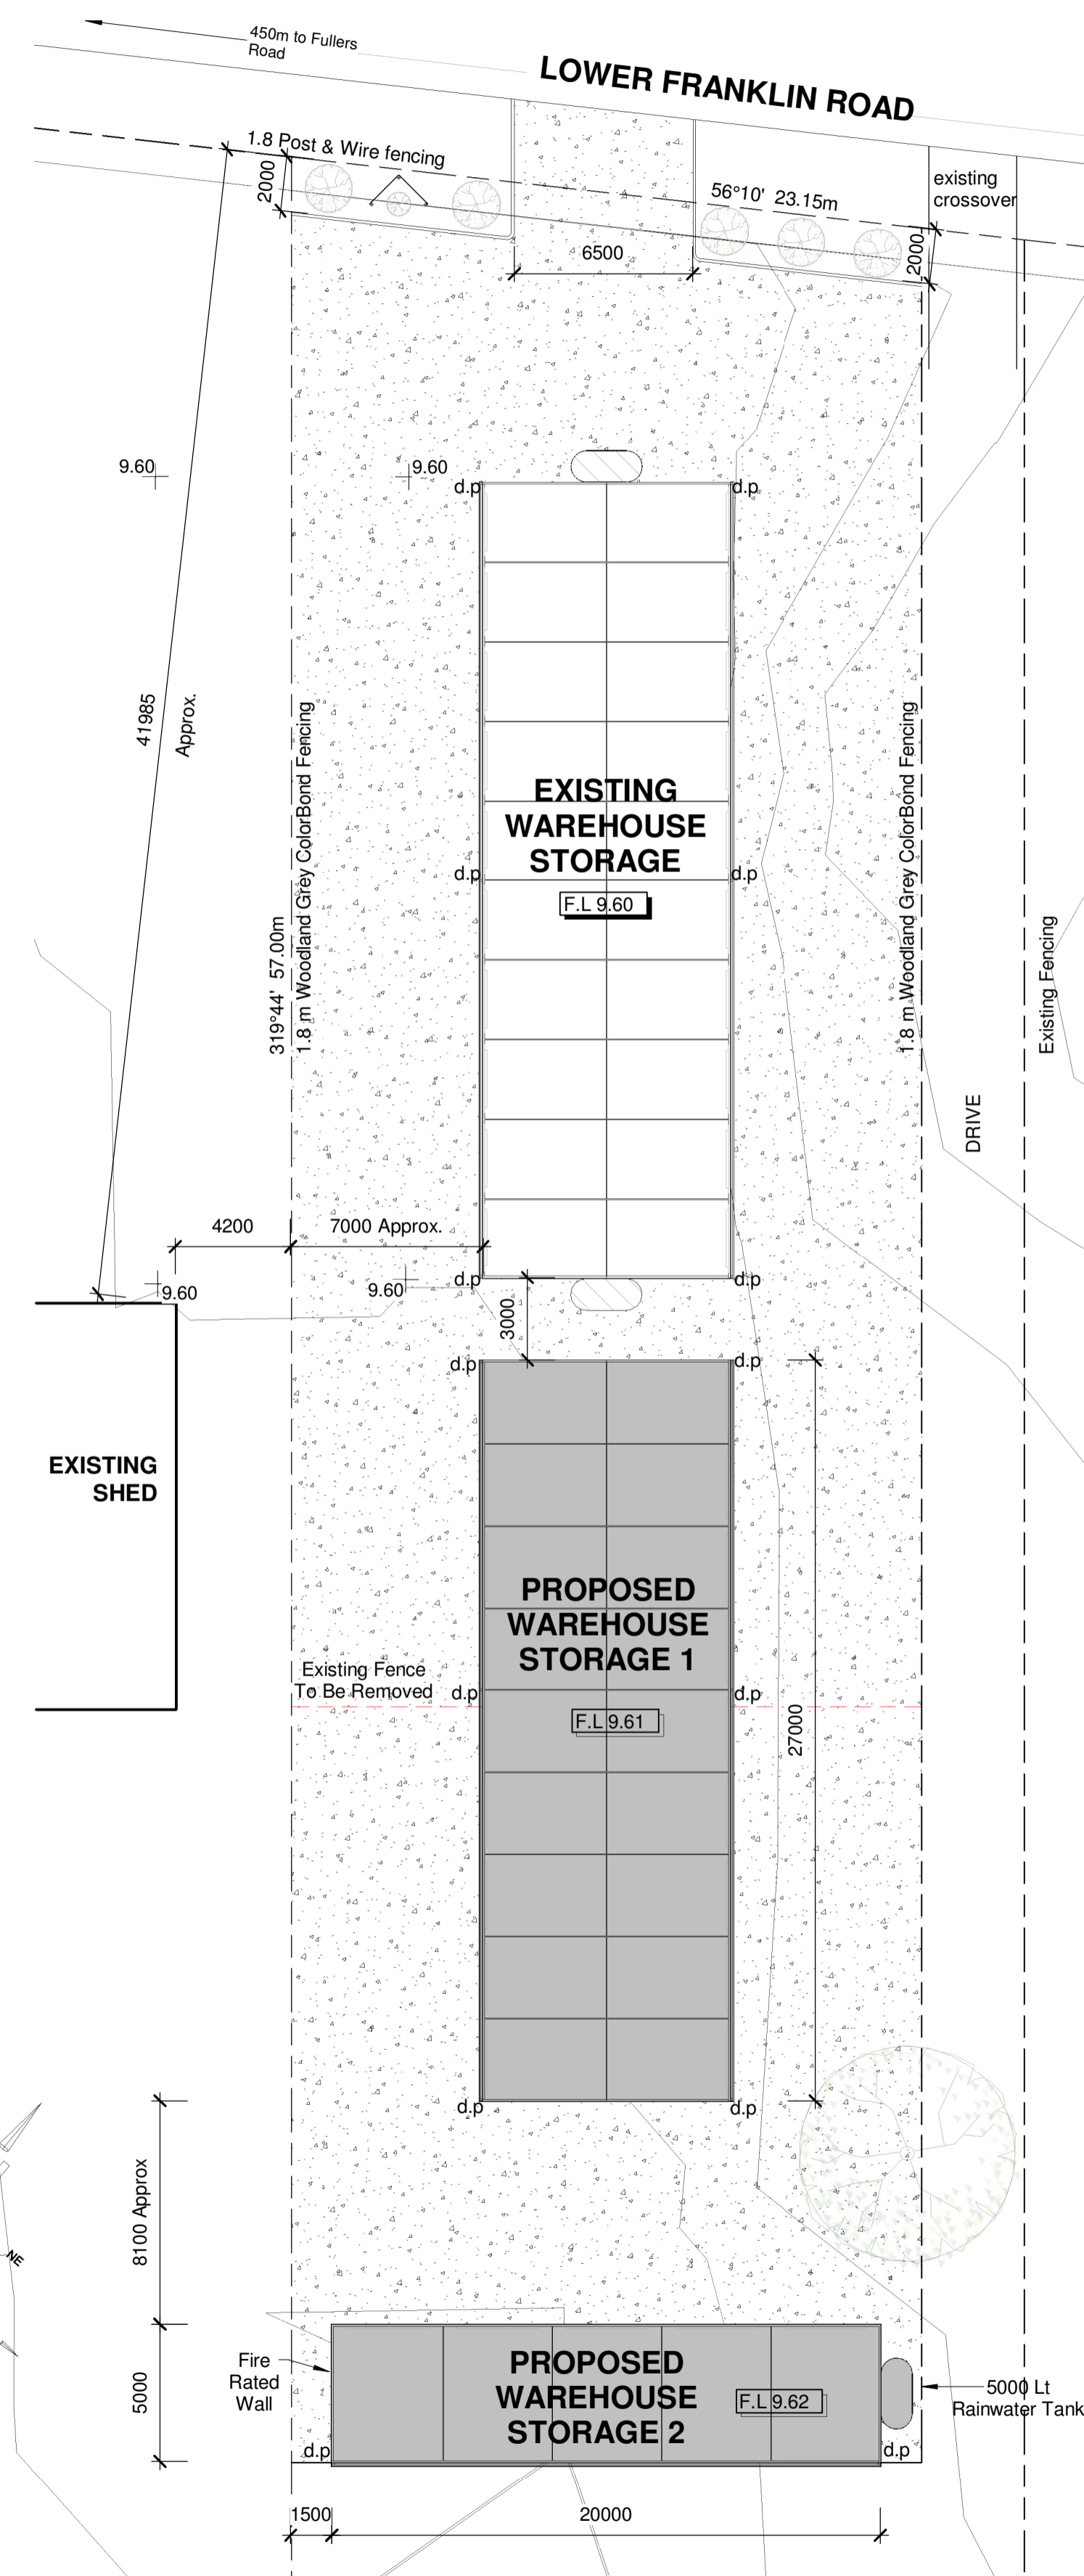 450m to Fullers
Road
LOWER FRANKLIN ROAD
1.8 Post & Wire fencing
2000
56°10' 23.15m
existing
crossover
2000
6500
9.60
9.60
d.p
d.p
41985
Approx.
1.8 m Woodland Grey ColorBond Fencing
319°44' 57.00m
1.8 m Woodland Grey ColorBond Fencing
EXISTING
WAREHOUSE
STORAGE
d.p
d.p
F.L 9.60
Existing Fencing
DRIVE
4200
7000 Approx.
9.60
9.60
d.p
d.p
3000
d.p
d.p
EXISTING
SHED
PROPOSED
WAREHOUSE
STORAGE 1
Existing Fence
To Be Removed
d.p
d.p
F.L 9.61
27000
d.p
d.p
8100 Approx
NE
5000
Fire
Rated
Wall
PROPOSED
WAREHOUSE
STORAGE 2
F.L 9.62
5000 Lt
Rainwater Tank
d.p
d.p
1500
20000